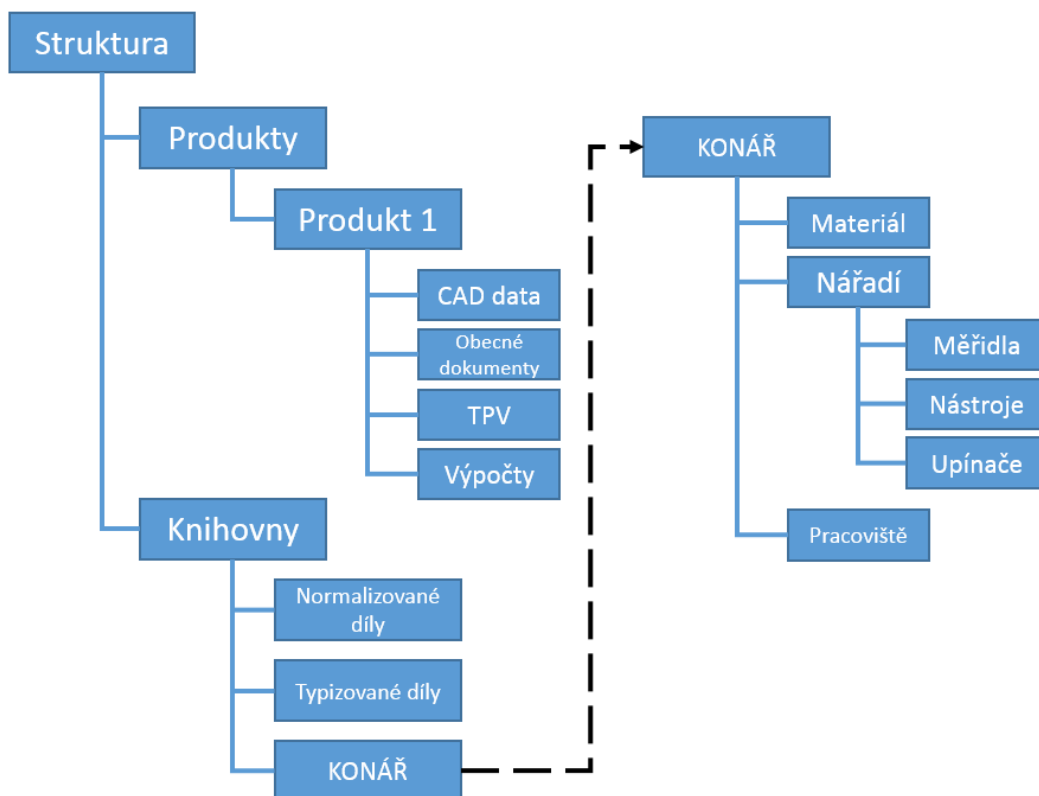 Struktura
Produkty
Produkt 1
CAD data
Obecné
dokumenty
TPV
Výpočty
Knihovny
Normalizované
díly
Typizované díly
KONÁŘ
KONÁŘ
Materiál
Nářadí
Měřidla
Nástroje
Upínače
Pracoviště